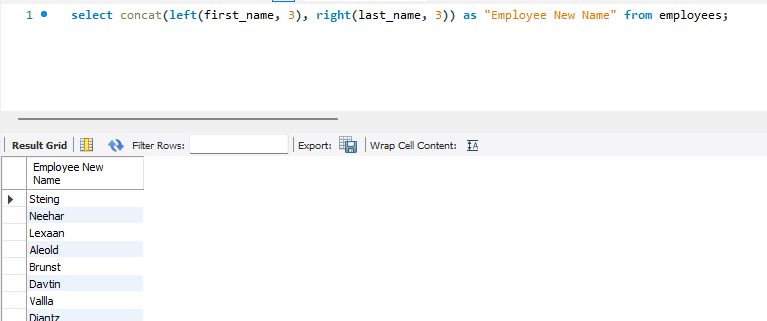 1 select concat(left(first_name, 3), right(last_name, 3)) as "Employee New Name" from employees;
Result Grid Filter Rows: Export: Wrap Cell Content: IA
Employee New
Name
Steing
Neehar
Lexaan
Aleold
Brunst
Davtin
Vallla
Diantz